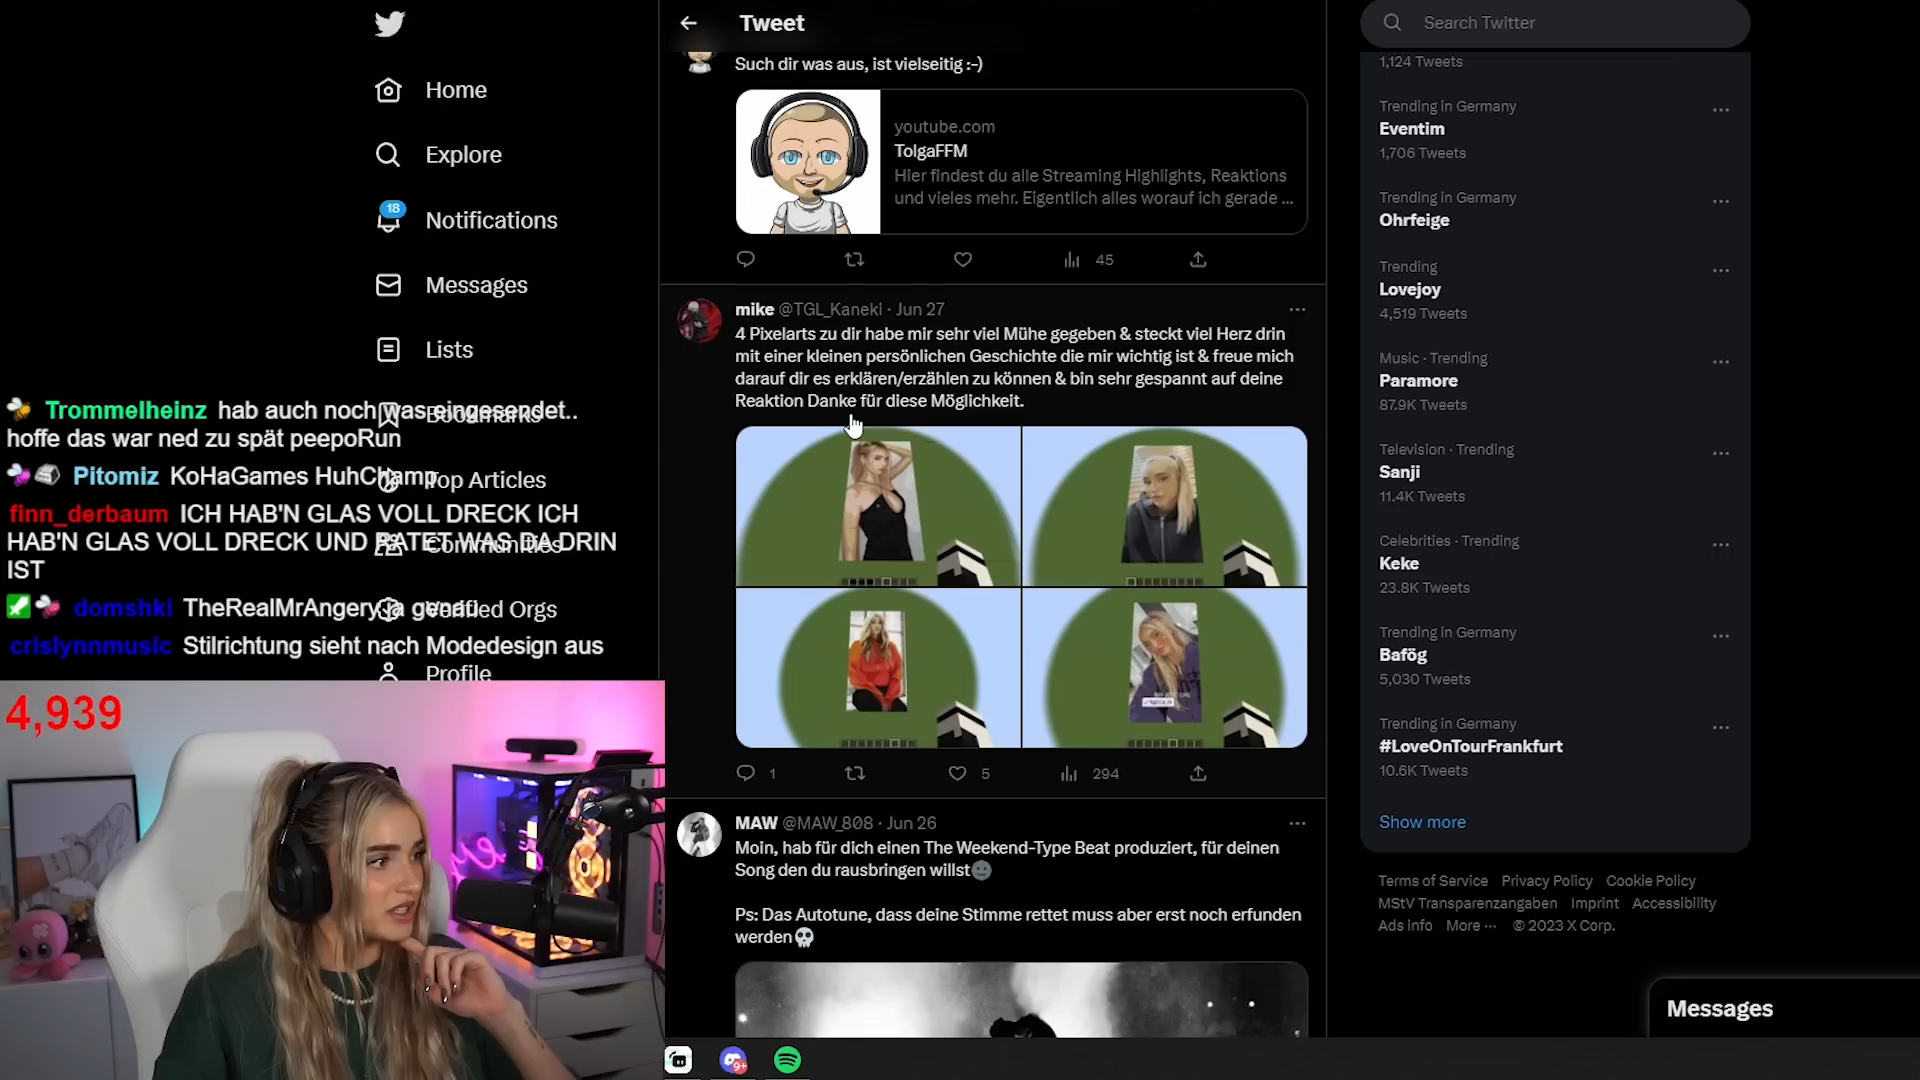 Tweet
Search Twitter
Home
Explore
18
Notifications
Messages
Lists
Bookmarks
Top Articles
Communities
Verified Orgs
Profile
Trommelheinz hab auch noch was eingesendet..
hoffe das war ned zu spät peepoRun
Pitomiz KoHaGames HuhChamp
finn_derbaum ICH HAB'N GLAS VOLL DRECK ICH
HAB'N GLAS VOLL DRECK UND RATET WAS DA DRIN
IST
domshkl TheRealMrAngery ja genau
crlslynnmuslc Stilrichtung sieht nach Modedesign aus
4,939
Such dir was aus, ist vielseitig :-)
youtube.com
TolgaFFM
Hier findest du alle Streaming Highlights, Reaktions
und vieles mehr. Eigentlich alles worauf ich gerade ...
45
mike @TGL_Kaneki · Jun 27
4 Pixelarts zu dir habe mir sehr viel Mühe gegeben & steckt viel Herz drin
mit einer kleinen persönlichen Geschichte die mir wichtig ist & freue mich
darauf dir es erklären/erzählen zu können & bin sehr gespannt auf deine
Reaktion Danke für diese Möglichkeit.
1 5 294
MAW @MAW_808 · Jun 26
Moin, hab für dich einen The Weekend-Type Beat produziert, für deinen
Song den du rausbringen willst🌚
Ps: Das Autotune, dass deine Stimme rettet muss aber erst noch erfunden
werden💀
9+
1,124 Tweets
Trending in Germany
Eventim
1,706 Tweets
Trending in Germany
Ohrfeige
Trending
Lovejoy
4,519 Tweets
Music · Trending
Paramore
87.9K Tweets
Television · Trending
Sanji
11.4K Tweets
Celebrities · Trending
Keke
23.8K Tweets
Trending in Germany
Bafög
5,030 Tweets
Trending in Germany
#LoveOnTourFrankfurt
10.6K Tweets
Show more
Terms of Service Privacy Policy Cookie Policy
MStV Transparenzangaben Imprint Accessibility
Ads info More ··· © 2023 X Corp.
Messages